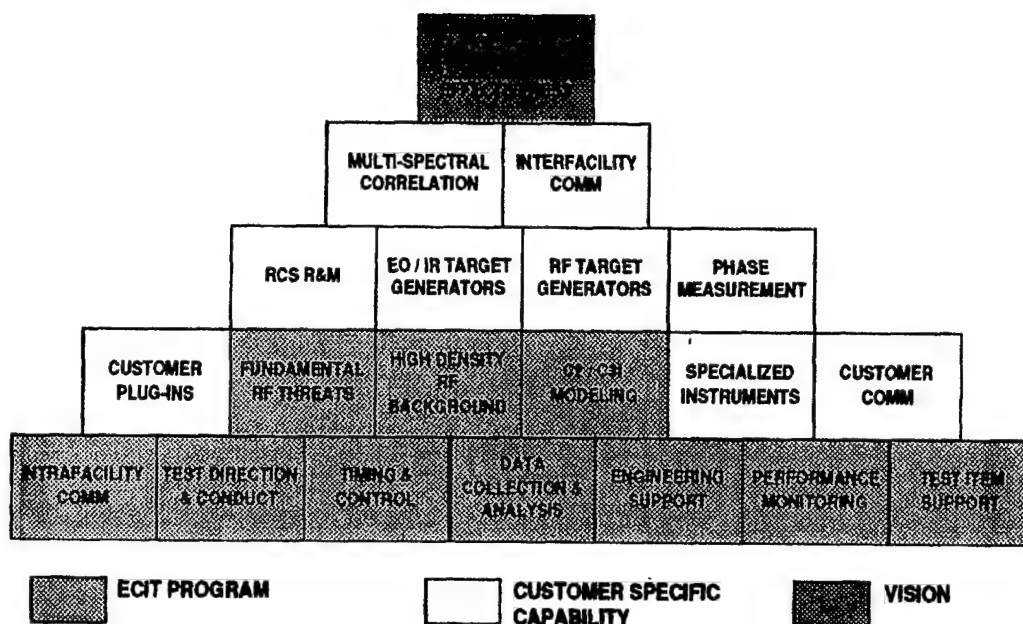 MULTI-SPECTRAL
CORRELATION
INTERFACILITY
COMM
RCS R&M
EO / IR TARGET
GENERATORS
RF TARGET
GENERATORS
PHASE
MEASUREMENT
CUSTOMER
PLUG-INS
FUNDAMENTAL
RF THREATS
HIGH DENSITY
RF
BACKGROUND
C2 / C3I
MODELING
SPECIALIZED
INSTRUMENTS
CUSTOMER
COMM
INTRAFACILITY
COMM
TEST DIRECTION
& CONDUCT
TIMING &
CONTROL
DATA
COLLECTION &
ANALYSIS
ENGINEERING
SUPPORT
PERFORMANCE
MONITORING
TEST ITEM
SUPPORT
ECIT PROGRAM
CUSTOMER SPECIFIC
CAPABILITY
VISION